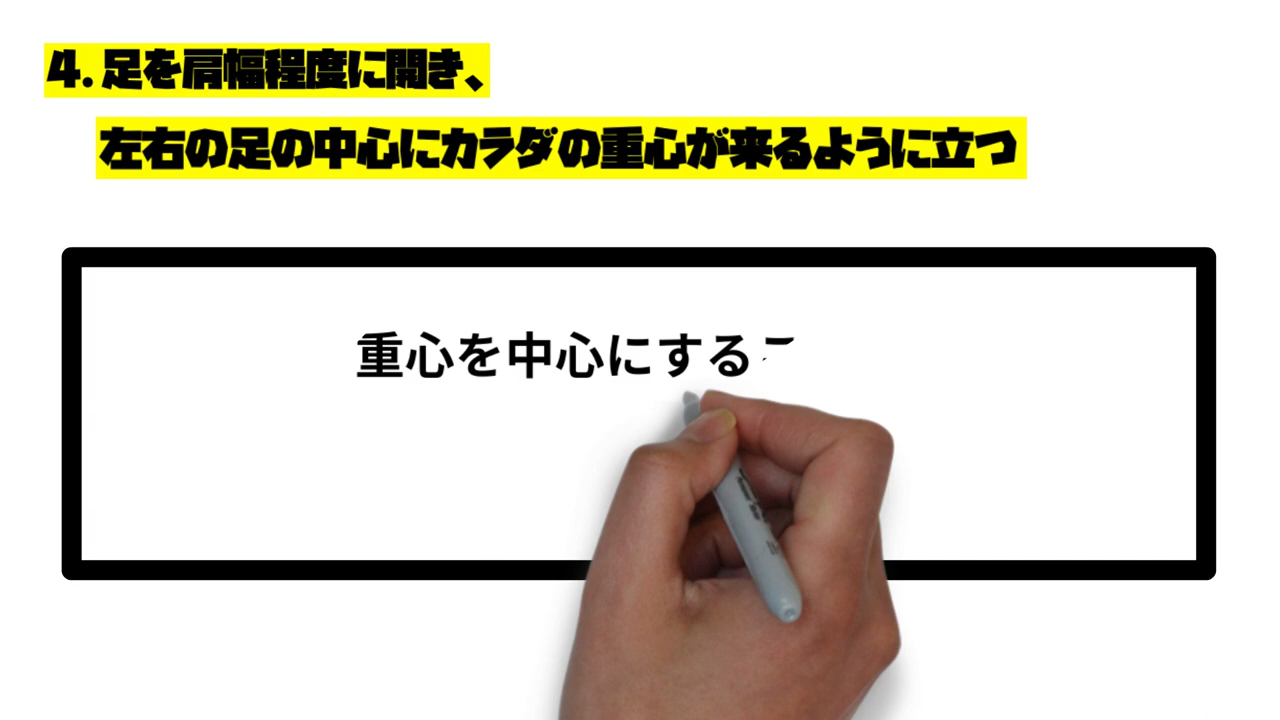 4. 足を肩幅程度に開き、
左右の足の中心にカラダの重心が来るように立つ
重心を中心にする